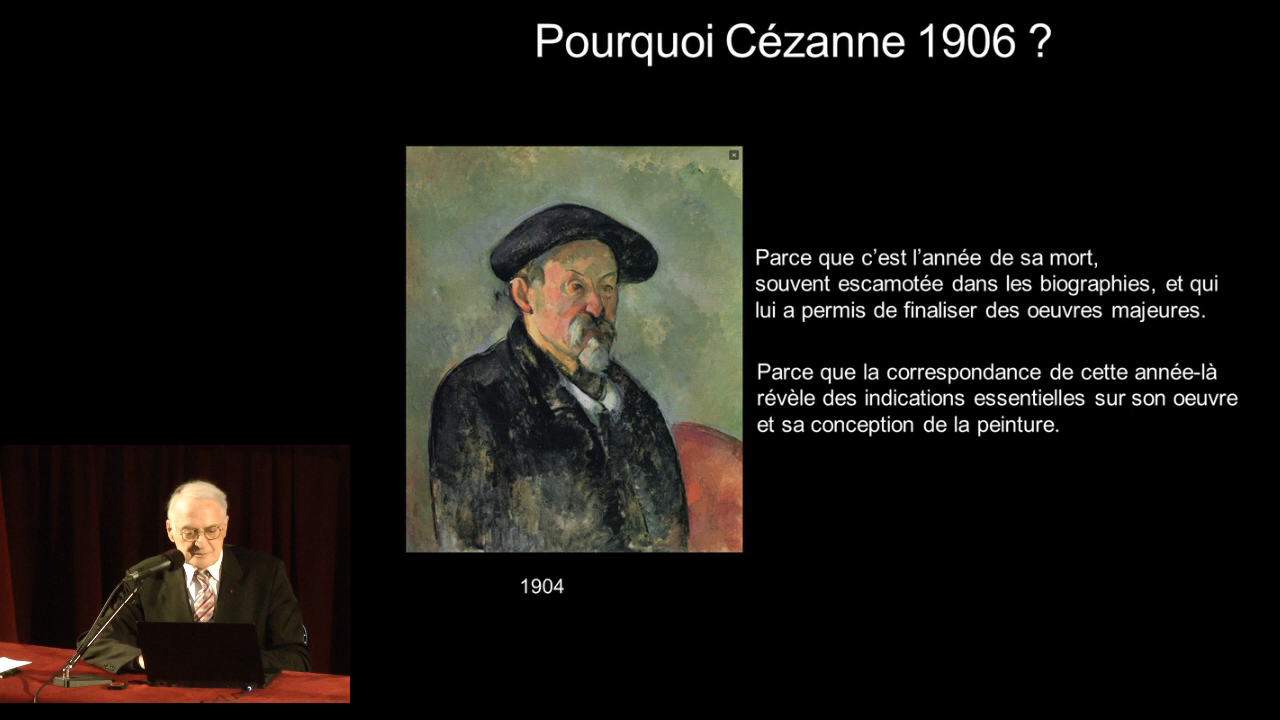 Pourquoi Cézanne 1906 ?
Parce que c’est l’année de sa mort,
souvent escamotée dans les biographies, et qui
lui a permis de finaliser des oeuvres majeures.
Parce que la correspondance de cette année-là
révèle des indications essentielles sur son oeuvre
et sa conception de la peinture.
1904